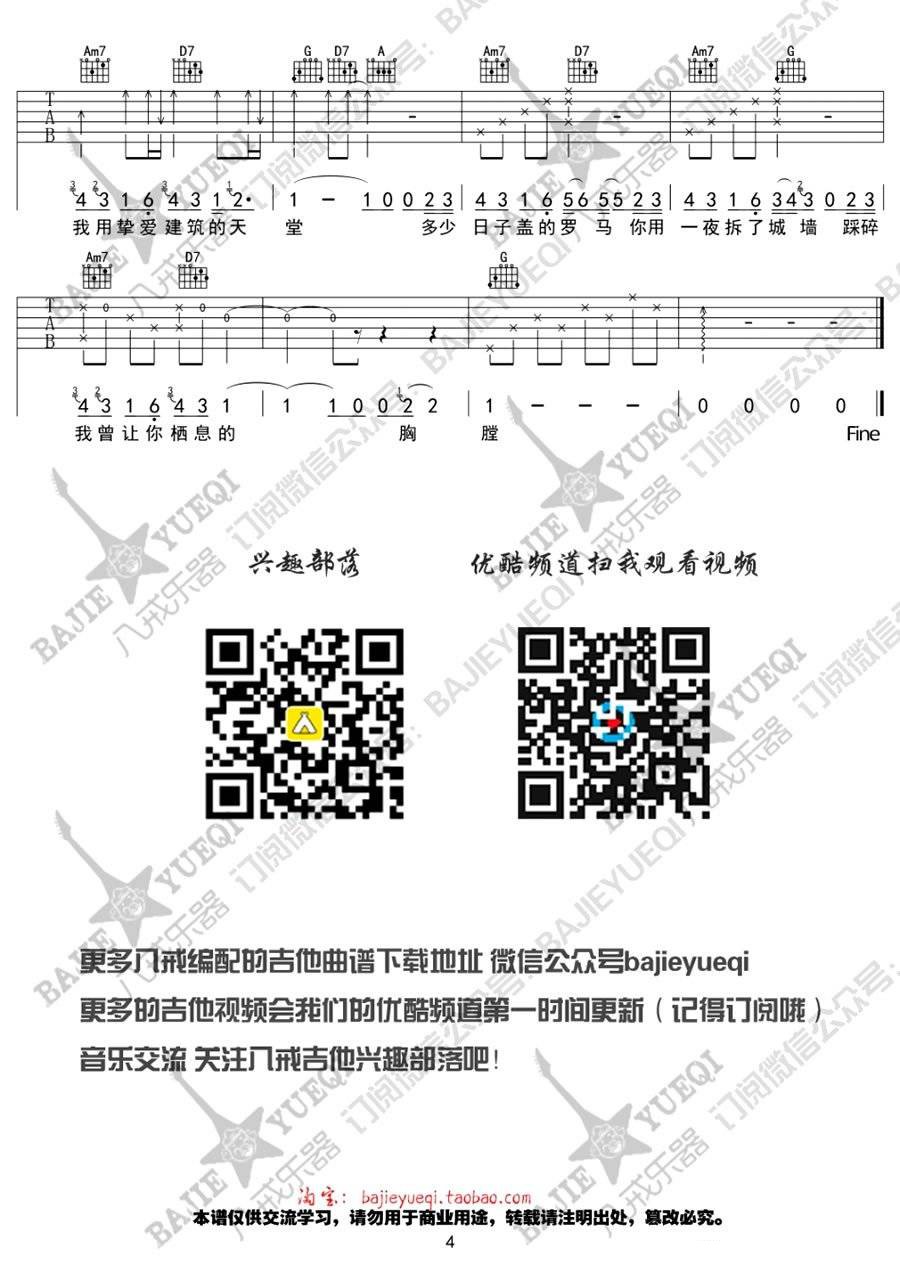 Am7 D7 G D7 A Am7 D7 Am7 G
T
A
B
4 3 1 6 4 3 1 2· 1 — 1 0 0 2 3 4 3 1 6 5 6 5 5 2 3 4 3 1 6 3 4 3 0 2 3
我用挚爱建筑的天 堂 多少 日子盖的罗马你用 一夜拆了城墙 踩碎
Am7 D7 G
T
A
B
4 3 1 6 4 3 1 1 1 0 0 2 2 1 — — — 0 0 0 0
我曾让你栖息的 胸 膛 Fine
兴趣部落 优酷频道扫我观看视频
更多八戒编配的吉他曲谱下载地址 微信公众号bajieyueqi
更多的吉他视频会我们的优酷频道第一时间更新（记得订阅哦）
音乐交流 关注八戒吉他兴趣部落吧！
淘宝：bajieyueqi.taobao.com
本谱仅供交流学习，请勿用于商业用途，转载请注明出处，篡改必究。
4
BAJIE YUEQI
八戒乐器
订阅微信公众号：BAJIEYUEQI